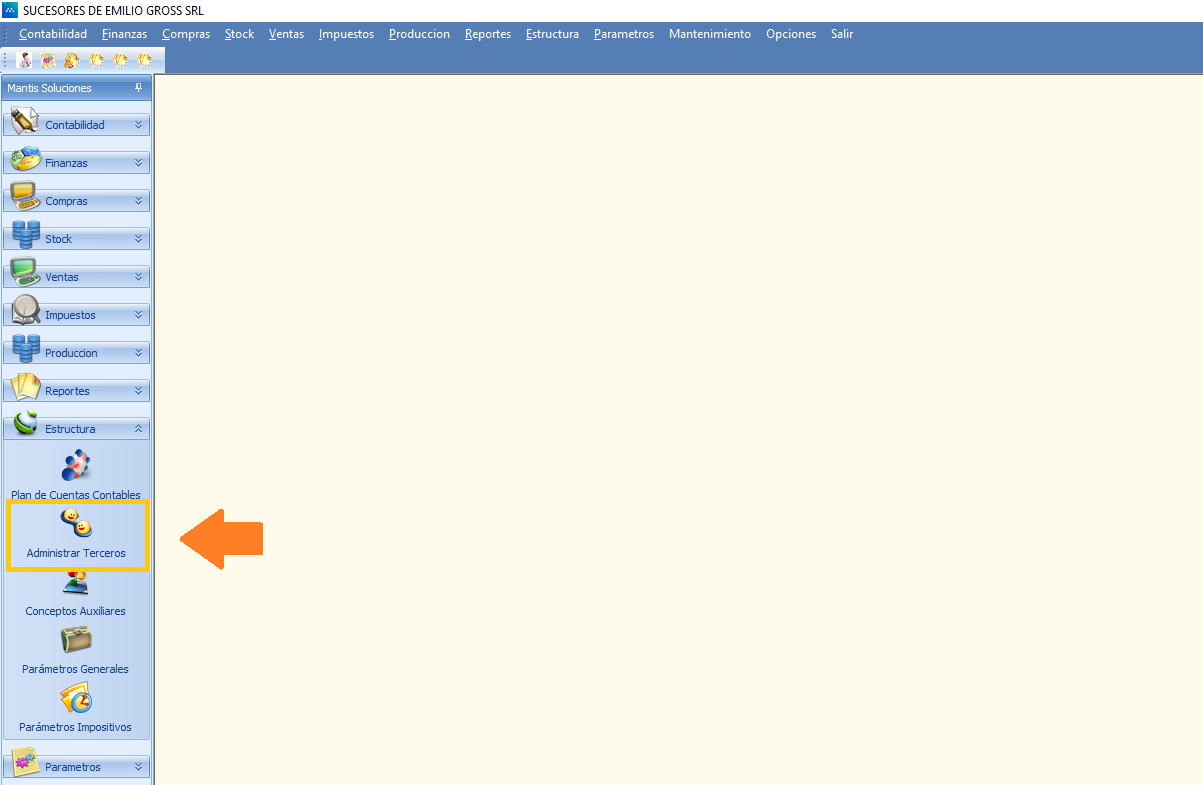 SUCESORES DE EMILIO GROSS SRL
Contabilidad Finanzas Compras Stock Ventas Impuestos Produccion Reportes Estructura Parametros Mantenimiento Opciones Salir
Mantis Soluciones
Contabilidad
Finanzas
Compras
Stock
Ventas
Impuestos
Produccion
Reportes
Estructura
Plan de Cuentas Contables
Administrar Terceros
Conceptos Auxiliares
Parámetros Generales
Parámetros Impositivos
Parametros